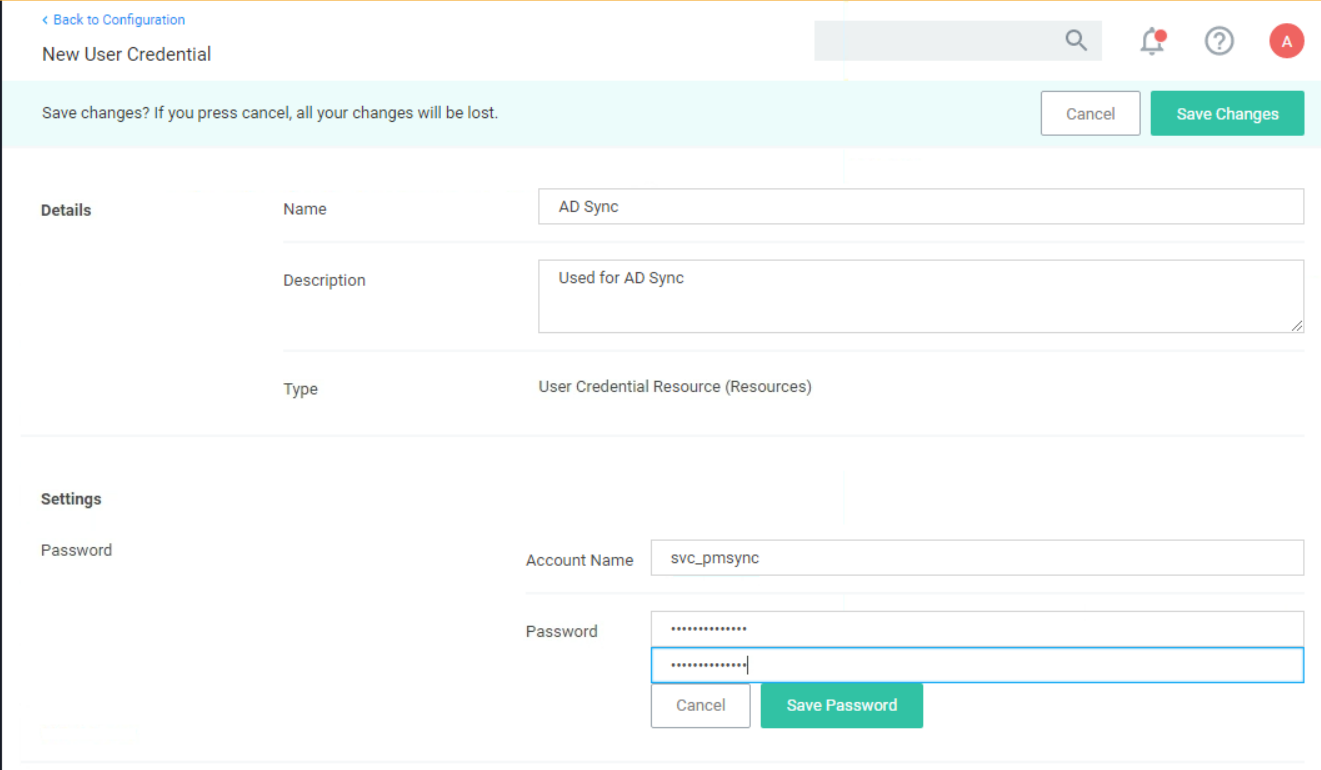 Back to Configuration
New User Credential
A
Save changes? If you press cancel, all your changes will be lost.
Cancel
Save Changes
Details
Name
AD Sync
Description
Used for AD Sync
Type
User Credential Resource (Resources)
Settings
Password
Account Name
svc_pmsync
Password
••••••••••••••
••••••••••••••
Cancel
Save Password